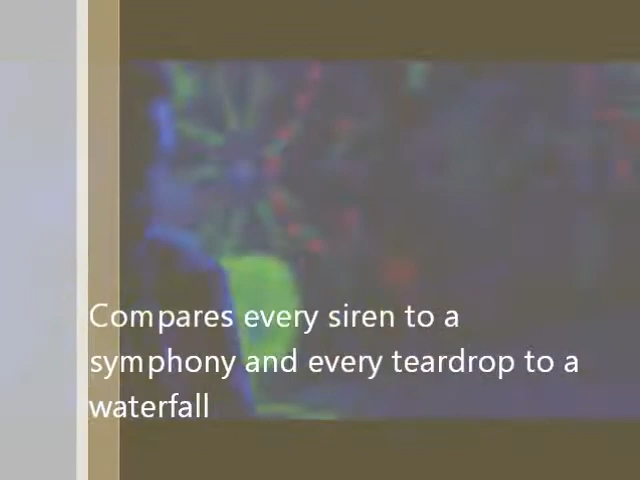 Compares every siren to a
symphony and every teardrop to a
waterfall